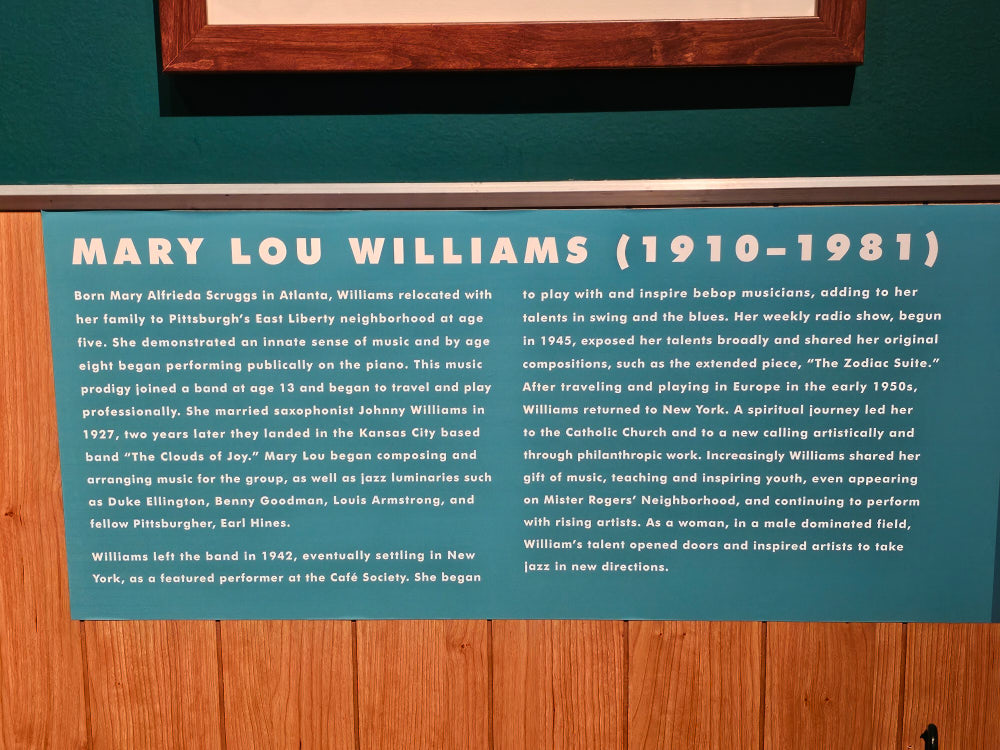 MARY LOU WILLIAMS (1910–1981)
Born Mary Alfrieda Scruggs in Atlanta, Williams relocated with
her family to Pittsburgh's East Liberty neighborhood at age
five. She demonstrated an innate sense of music and by age
eight began performing publically on the piano. This music
prodigy joined a band at age 13 and began to travel and play
professionally. She married saxophonist Johnny Williams in
1927, two years later they landed in the Kansas City based
band “The Clouds of Joy.” Mary Lou began composing and
arranging music for the group, as well as jazz luminaries such
as Duke Ellington, Benny Goodman, Louis Armstrong, and
fellow Pittsburgher, Earl Hines.
Williams left the band in 1942, eventually settling in New
York, as a featured performer at the Café Society. She began
to play with and inspire bebop musicians, adding to her
talents in swing and the blues. Her weekly radio show, begun
in 1945, exposed her talents broadly and shared her original
compositions, such as the extended piece, “The Zodiac Suite.”
After traveling and playing in Europe in the early 1950s,
Williams returned to New York. A spiritual journey led her
to the Catholic Church and to a new calling artistically and
through philanthropic work. Increasingly Williams shared her
gift of music, teaching and inspiring youth, even appearing
on Mister Rogers' Neighborhood, and continuing to perform
with rising artists. As a woman, in a male dominated field,
William's talent opened doors and inspired artists to take
jazz in new directions.